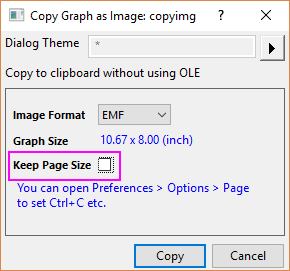 Copy Graph as Image: copyimg
Dialog Theme *
Copy to clipboard without using OLE
Image Format EMF
Graph Size 10.67 x 8.00 (inch)
Keep Page Size
You can open Preferences > Options > Page
to set Ctrl+C etc.
Copy Cancel